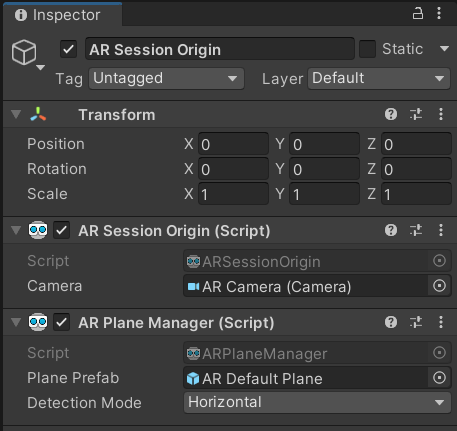 Inspector
AR Session Origin Static
Tag Untagged Layer Default
Transform
Position X 0 Y 0 Z 0
Rotation X 0 Y 0 Z 0
Scale X 1 Y 1 Z 1
AR Session Origin (Script)
Script ARSessionOrigin
Camera AR Camera (Camera)
AR Plane Manager (Script)
Script ARPlaneManager
Plane Prefab AR Default Plane
Detection Mode Horizontal